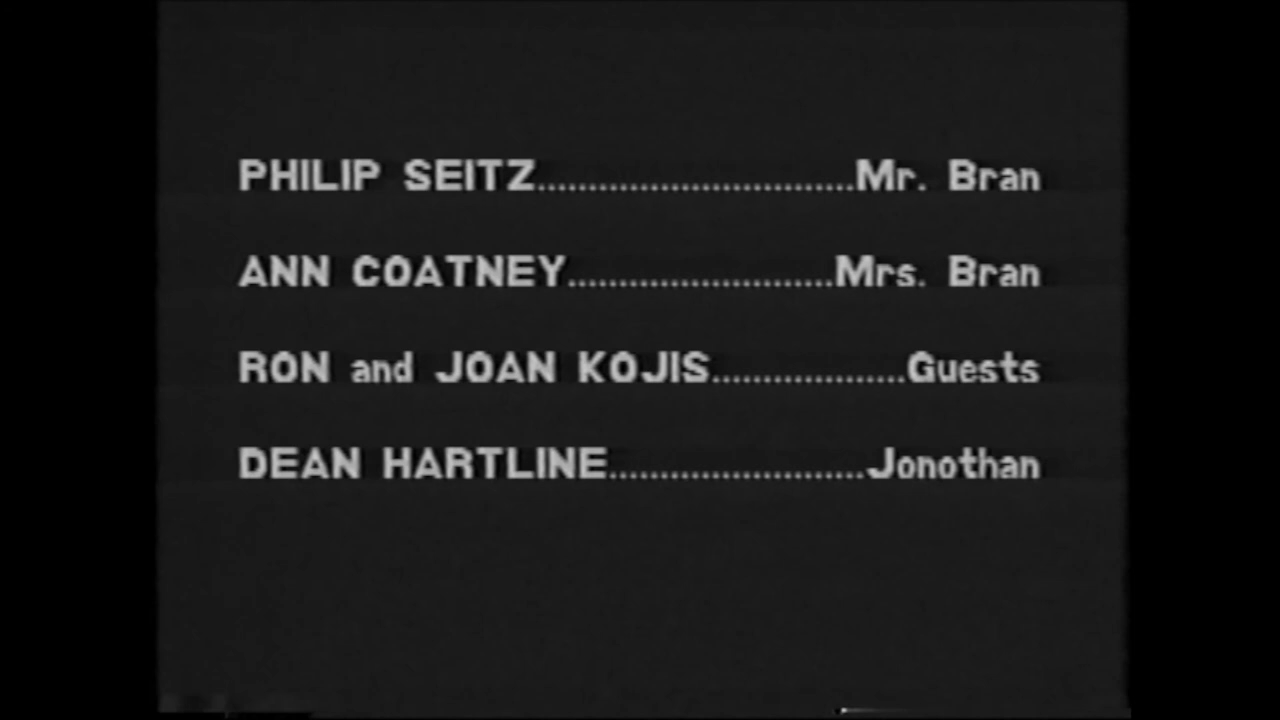 PHILIP SEITZ..............................Mr. Bran
ANN COATNEY.........................Mrs. Bran
RON and JOAN KOJIS..................Guests
DEAN HARTLINE........................Jonothan